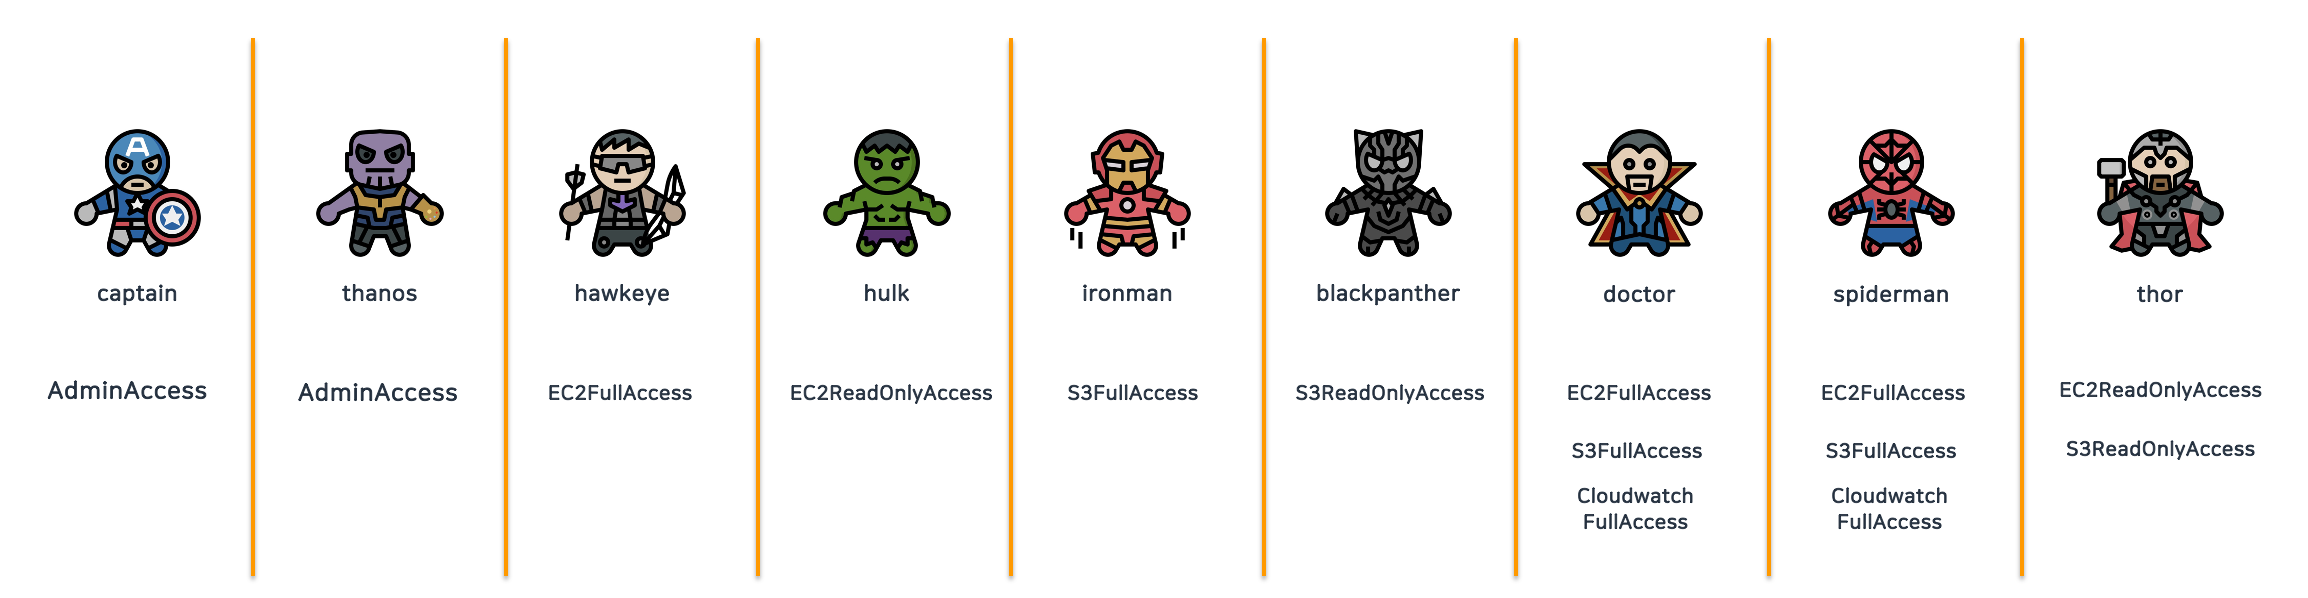 A
captain
AdminAccess
thanos
AdminAccess
hawkeye
EC2FullAccess
hulk
EC2ReadOnlyAccess
ironman
S3FullAccess
blackpanther
S3ReadOnlyAccess
doctor
EC2FullAccess
S3FullAccess
Cloudwatch
FullAccess
spiderman
EC2FullAccess
S3FullAccess
Cloudwatch
FullAccess
thor
EC2ReadOnlyAccess
S3ReadOnlyAccess